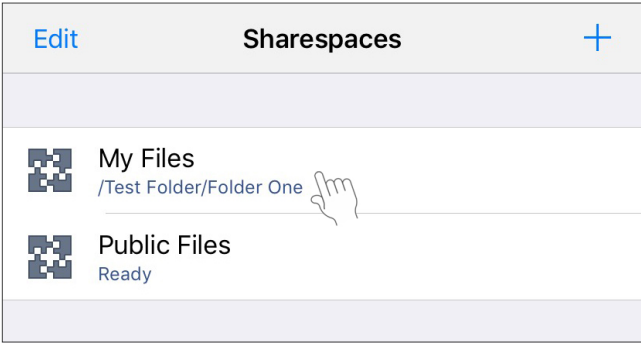 Edit Sharespaces +
My Files
/Test Folder/Folder One
Public Files
Ready